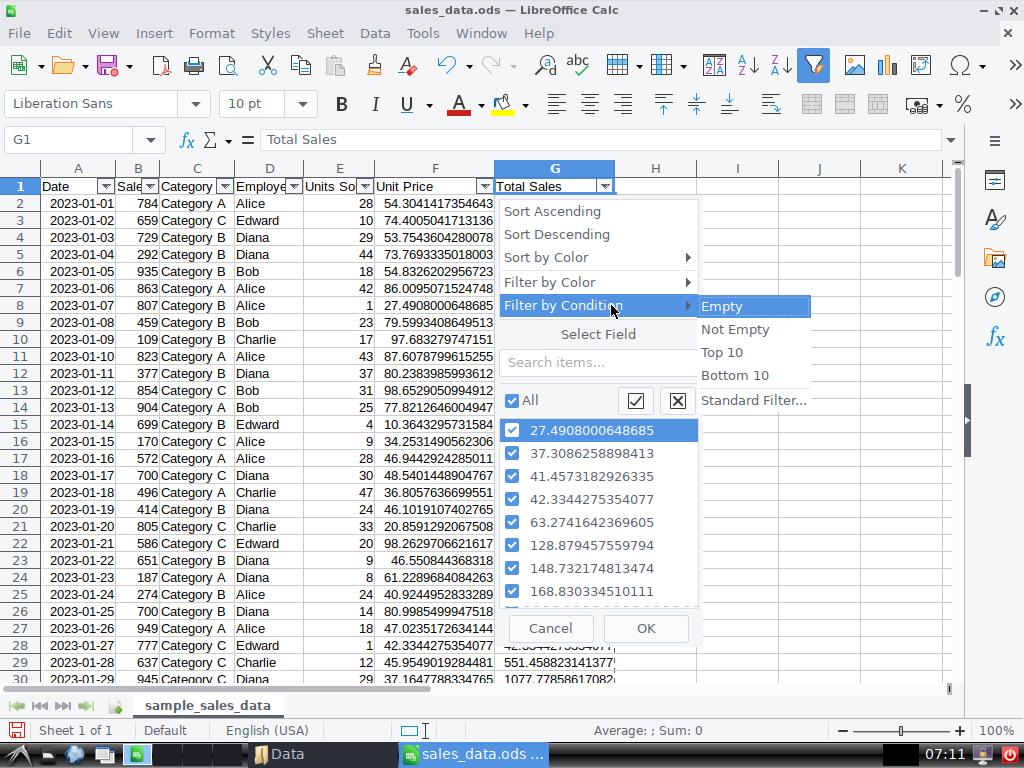 sales_data.ods — LibreOffice Calc
File Edit View Insert Format Styles Sheet Data Tools Window Help
Liberation Sans 10 pt
G1 Total Sales
A B C D E F G H I J K
1 Date Sale Category Employe Units So Unit Price Total Sales
2 2023-01-01 784 Category A Alice 28 54.3041417354643
3 2023-01-02 659 Category C Edward 10 74.4005041713136
4 2023-01-03 729 Category B Diana 29 53.7543604280078
5 2023-01-04 292 Category B Diana 44 73.7693335018003
6 2023-01-05 935 Category B Bob 18 54.8326202956723
7 2023-01-06 863 Category A Alice 42 86.0095071524748
8 2023-01-07 807 Category B Alice 1 27.4908000648685
9 2023-01-08 459 Category B Bob 23 79.5993408649513
10 2023-01-09 109 Category B Charlie 17 97.683279747151
11 2023-01-10 823 Category A Alice 43 87.6078799615255
12 2023-01-11 377 Category B Diana 37 80.2383985912695
13 2023-01-12 854 Category C Bob 31 98.6529050994912
14 2023-01-13 904 Category A Bob 25 77.8212646004947
15 2023-01-14 699 Category B Edward 4 10.3643295731584
16 2023-01-15 170 Category C Alice 9 34.2531490562306
17 2023-01-16 572 Category A Alice 28 46.9442924285011
18 2023-01-17 700 Category C Diana 30 48.5401448904767
19 2023-01-18 496 Category A Charlie 47 36.8057636699551
20 2023-01-19 414 Category B Diana 24 46.1019107402765
21 2023-01-20 805 Category C Charlie 33 20.8591292067508
22 2023-01-21 586 Category C Edward 20 98.2629706621617
23 2023-01-22 651 Category B Diana 9 46.550844368318
24 2023-01-23 187 Category A Diana 8 61.2289684084263
25 2023-01-24 274 Category B Alice 24 40.9244952833289
26 2023-01-25 700 Category B Diana 14 80.9985499947518
27 2023-01-26 949 Category A Alice 18 47.0235172634144
28 2023-01-27 777 Category C Edward 1 42.3344275354077
29 2023-01-28 637 Category C Charlie 12 45.9549019284481 551.4588231413775
30 2023-01-29 945 Category C Diana 29 37.1647788334765 1077.77858617082
Sort Ascending
Sort Descending
Sort by Color
Filter by Color
Filter by Condition
Select Field
Search items...
All
27.4908000648685
37.3086258898413
41.4573182926335
42.3344275354077
63.2741642369605
128.879457559794
148.732174813474
168.830334510111
Cancel OK
Empty
Not Empty
Top 10
Bottom 10
Standard Filter...
sample_sales_data
Sheet 1 of 1 Default English (USA) Average: ; Sum: 0 100%
Data sales_data.ods ... 07:11